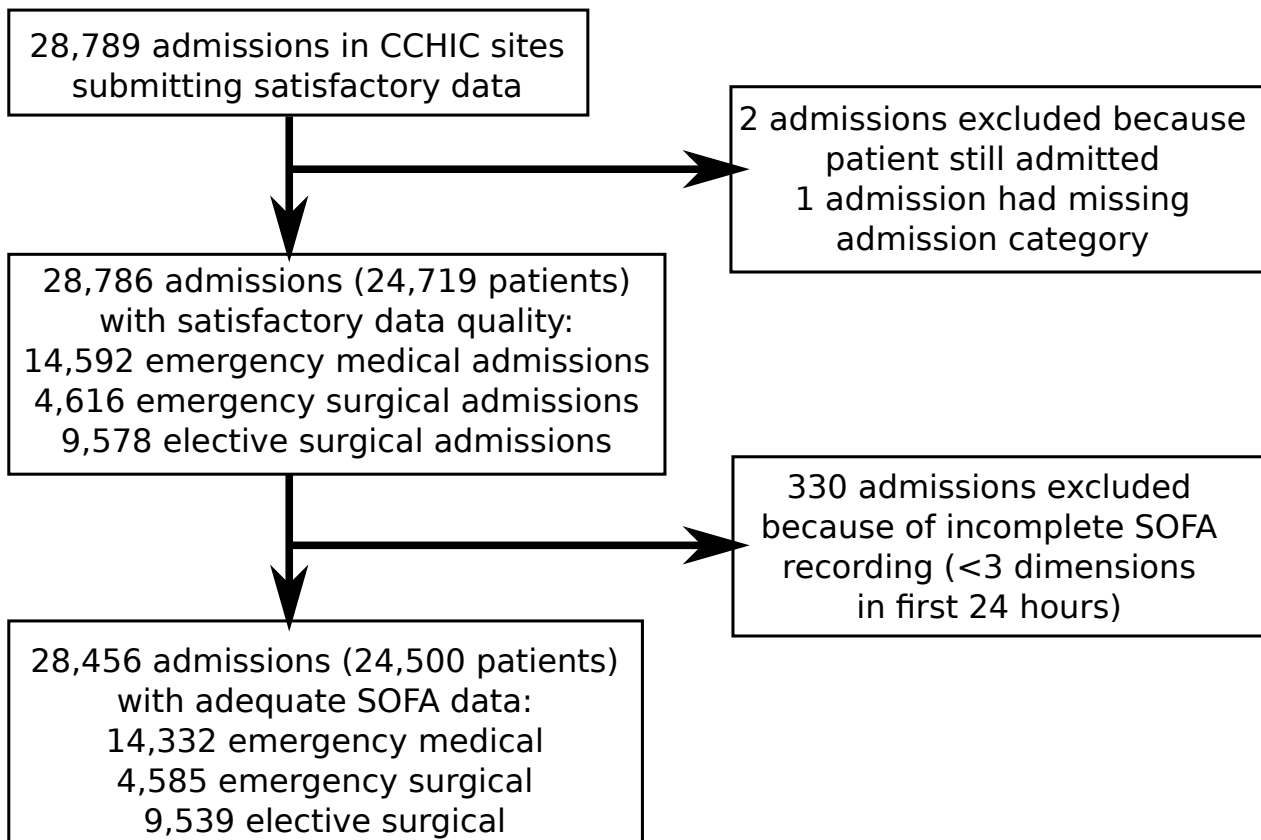 28,789 admissions in CCHIC sites
submitting satisfactory data
2 admissions excluded because
patient still admitted
1 admission had missing
admission category
28,786 admissions (24,719 patients)
with satisfactory data quality:
14,592 emergency medical admissions
4,616 emergency surgical admissions
9,578 elective surgical admissions
330 admissions excluded
because of incomplete SOFA
recording (<3 dimensions
in first 24 hours)
28,456 admissions (24,500 patients)
with adequate SOFA data:
14,332 emergency medical
4,585 emergency surgical
9,539 elective surgical